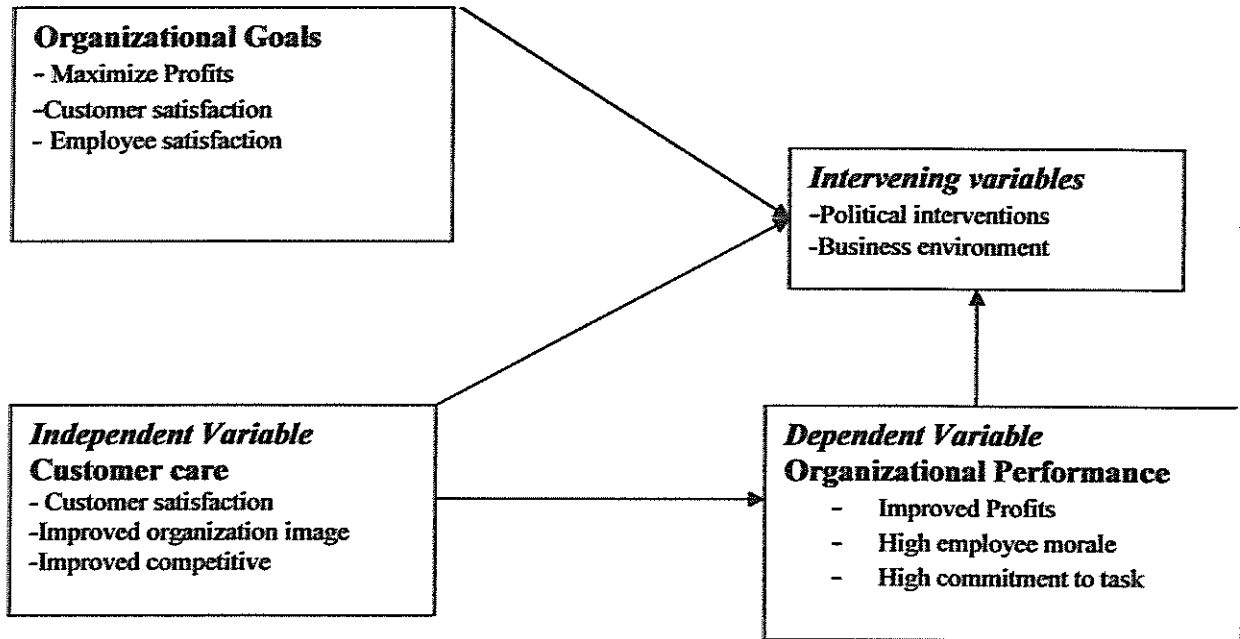 Organizational Goals
- Maximize Profits
-Customer satisfaction
- Employee satisfaction
Intervening variables
-Political interventions
-Business environment
Independent Variable
Customer care
- Customer satisfaction
-Improved organization image
-Improved competitive
Dependent Variable
Organizational Performance
- Improved Profits
- High employee morale
- High commitment to task